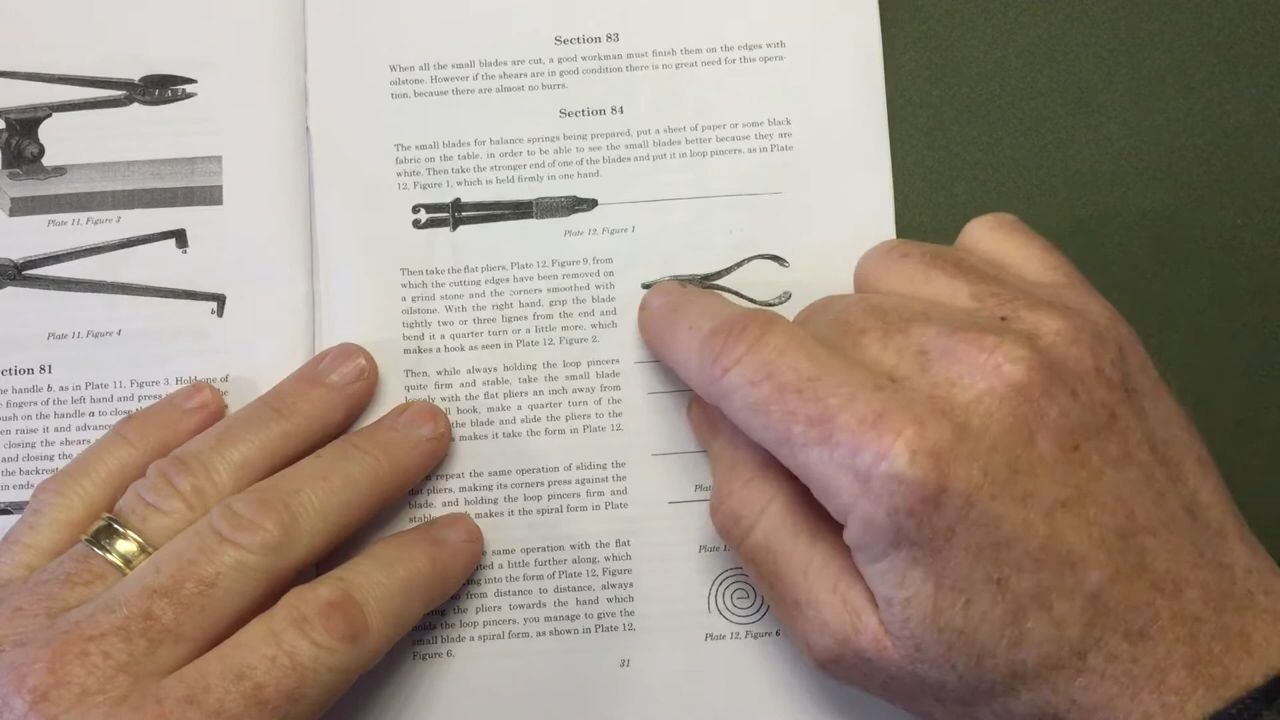 Plate 11, Figure 3
a
b
Plate 11, Figure 4
ction 81
he handle b, as in Plate 11, Figure 3. Hold one of
e fingers of the left hand and press
push on the handle a to close
en raise it and advance
closing the shears
and closing the
the backrest
in ends
Section 83
When all the small blades are cut, a good workman must finish them on the edges with
oilstone. However if the shears are in good condition there is no great need for this opera-
tion, because there are almost no burrs.
Section 84
The small blades for balance springs being prepared, put a sheet of paper or some black
fabric on the table, in order to be able to see the small blades better because they are
white. Then take the stronger end of one of the blades and put it in loop pincers, as in Plate
12, Figure 1, which is held firmly in one hand.
Plate 12, Figure 1
Then take the flat pliers, Plate 12, Figure 9, from
which the cutting edges have been removed on
a grind stone and the corners smoothed with
oilstone. With the right hand, grip the blade
tightly two or three lignes from the end and
bend it a quarter turn or a little more, which
makes a hook as seen in Plate 12, Figure 2.
Then, while always holding the loop pincers
quite firm and stable, take the small blade
loosely with the flat pliers an inch away from
hook, make a quarter turn of the
the blade and slide the pliers to the
makes it take the form in Plate 12,
repeat the same operation of sliding the
flat pliers, making its corners press against the
blade, and holding the loop pincers firm and
makes it the spiral form in Plate
same operation with the flat
a little further along, which
into the form of Plate 12, Figure
from distance to distance, always
the pliers towards the hand which
holds the loop pincers, you manage to give the
small blade a spiral form, as shown in Plate 12,
Figure 6.
Plate
Plate 12, Figure 6
31